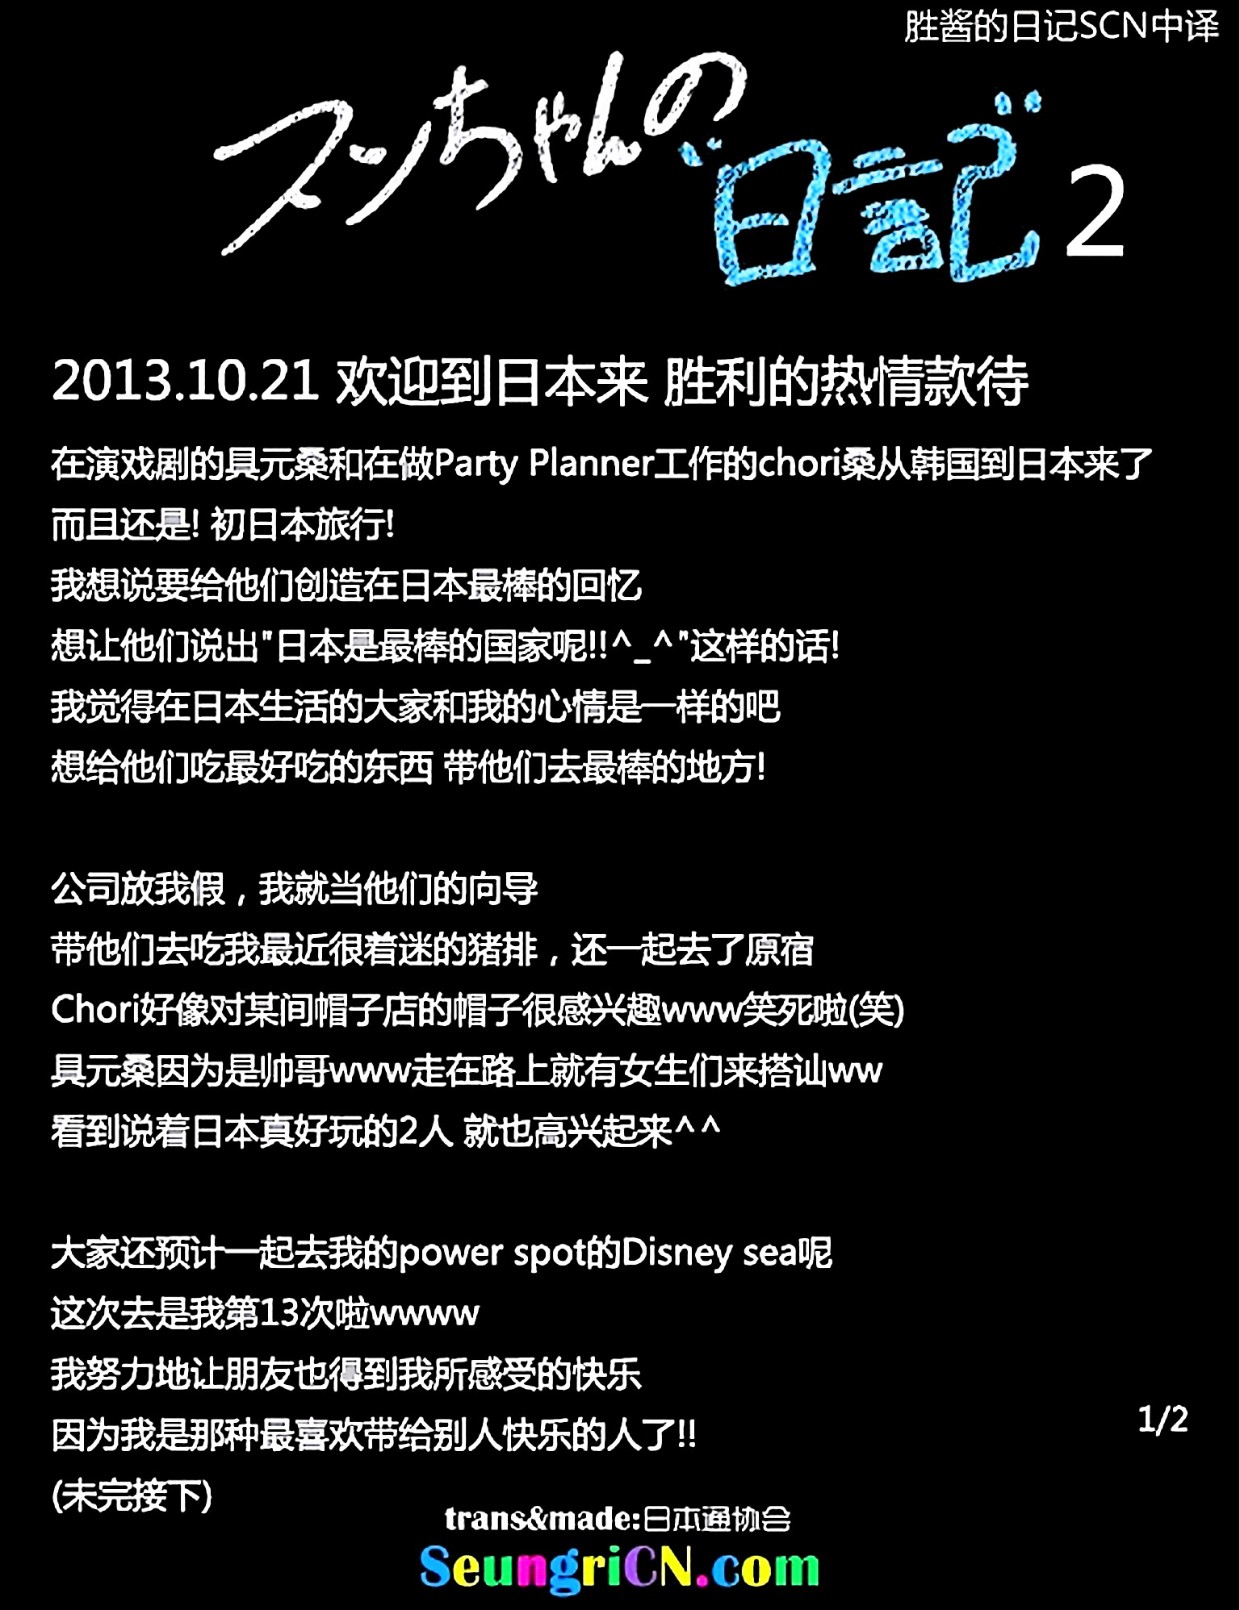 胜酱的日记SCN中译
スンちゃんの
日記2
2013.10.21 欢迎到日本来 胜利的热情款待
在演戏剧的具元桑和在做Party Planner工作的chori桑从韩国到日本来了
而且还是! 初日本旅行!
我想说要给他们创造在日本最棒的回忆
想让他们说出"日本是最棒的国家呢!!^_^"这样的话!
我觉得在日本生活的大家和我的心情是一样的吧
想给他们吃最好吃的东西 带他们去最棒的地方!
公司放我假，我就当他们的向导
带他们去吃我最近很着迷的猪排，还一起去了原宿
Chori好像对某间帽子店的帽子很感兴趣www笑死啦(笑)
具元桑因为是帅哥www走在路上就有女生们来搭讪ww
看到说着日本真好玩的2人 就也高兴起来^^
大家还预计一起去我的power spot的Disney sea呢
这次去是我第13次啦wwww
我努力地让朋友也得到我所感受的快乐
因为我是那种最喜欢带给别人快乐的人了!!
(未完接下)
1/2
trans&made:日本通协会
SeungriCN.com